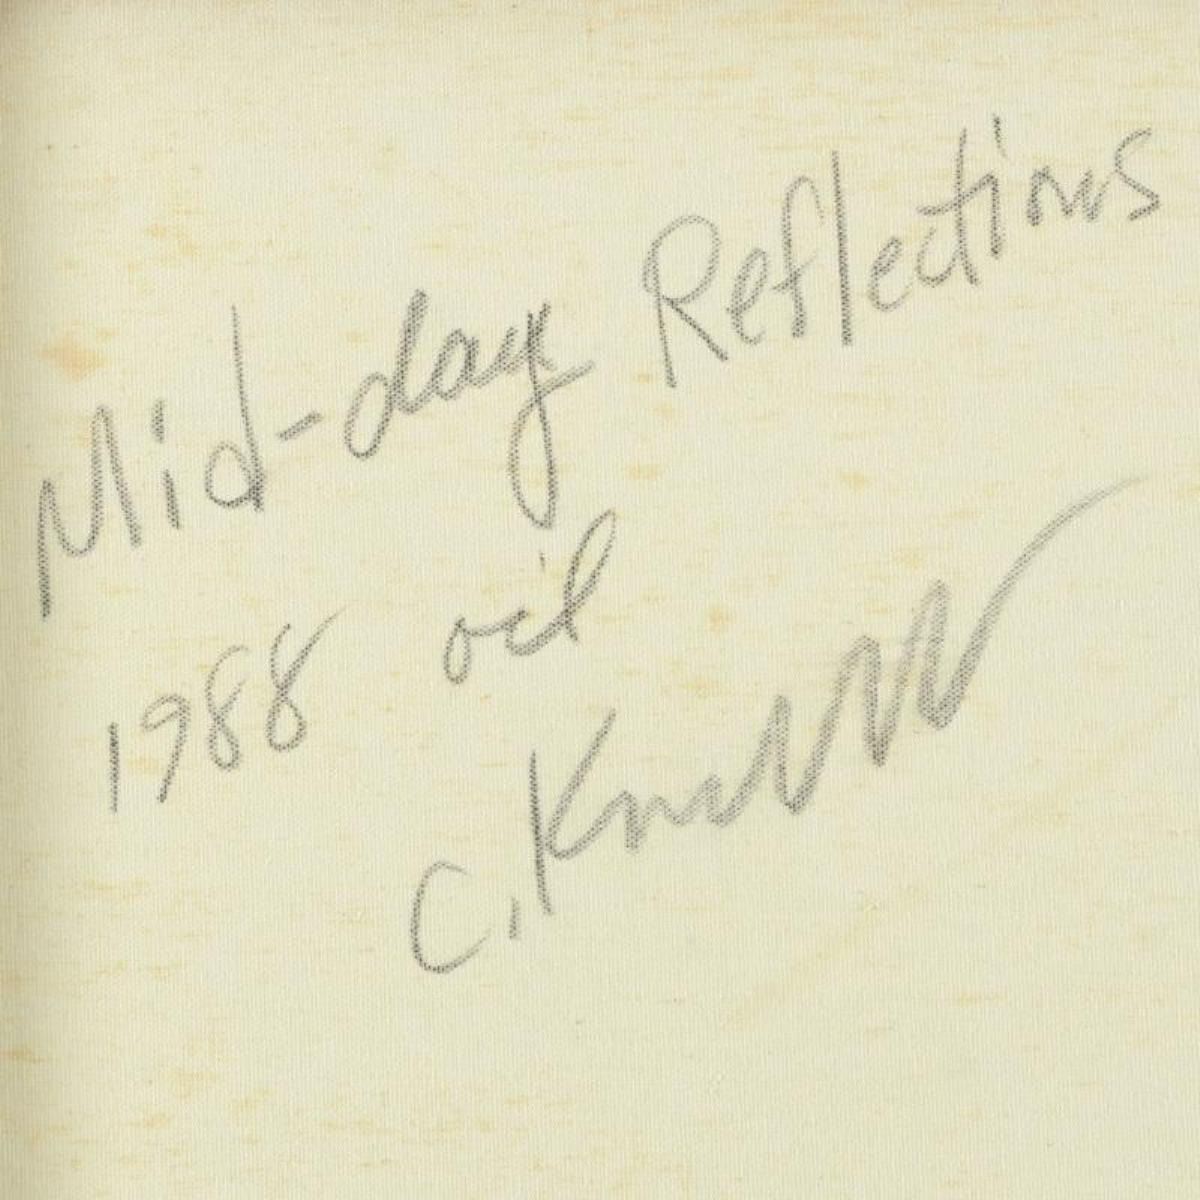 Mid-day Reflections
1988 oil
C.